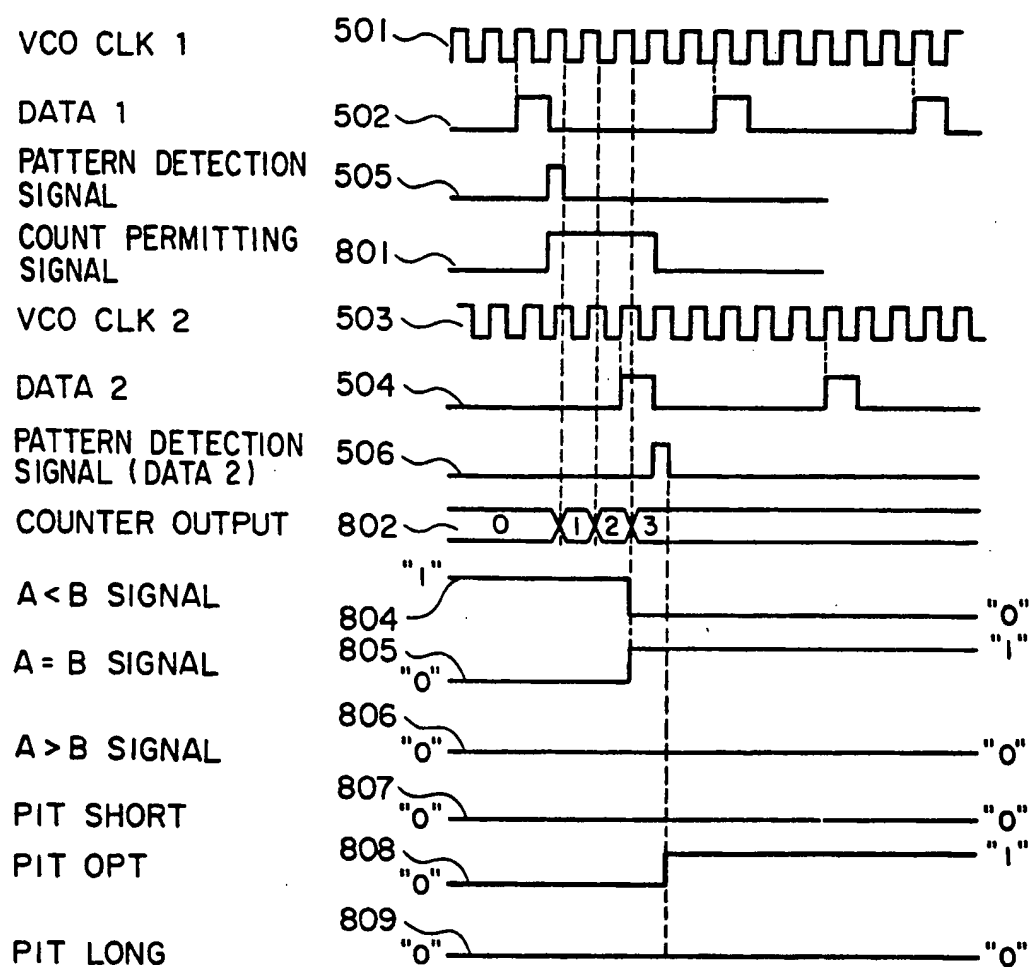 VCO CLK 1 501
DATA 1 502
PATTERN DETECTION
SIGNAL 505
COUNT PERMITTING
SIGNAL 801
VCO CLK 2 503
DATA 2 504
PATTERN DETECTION
SIGNAL (DATA 2) 506
COUNTER OUTPUT 802 0 1 2 3
A<B SIGNAL 804 "1" "0"
A=B SIGNAL 805 "0" "1"
A>B SIGNAL 806 "0" "0"
PIT SHORT 807 "0" "0"
PIT OPT 808 "0" "1"
PIT LONG 809 "0" "0"